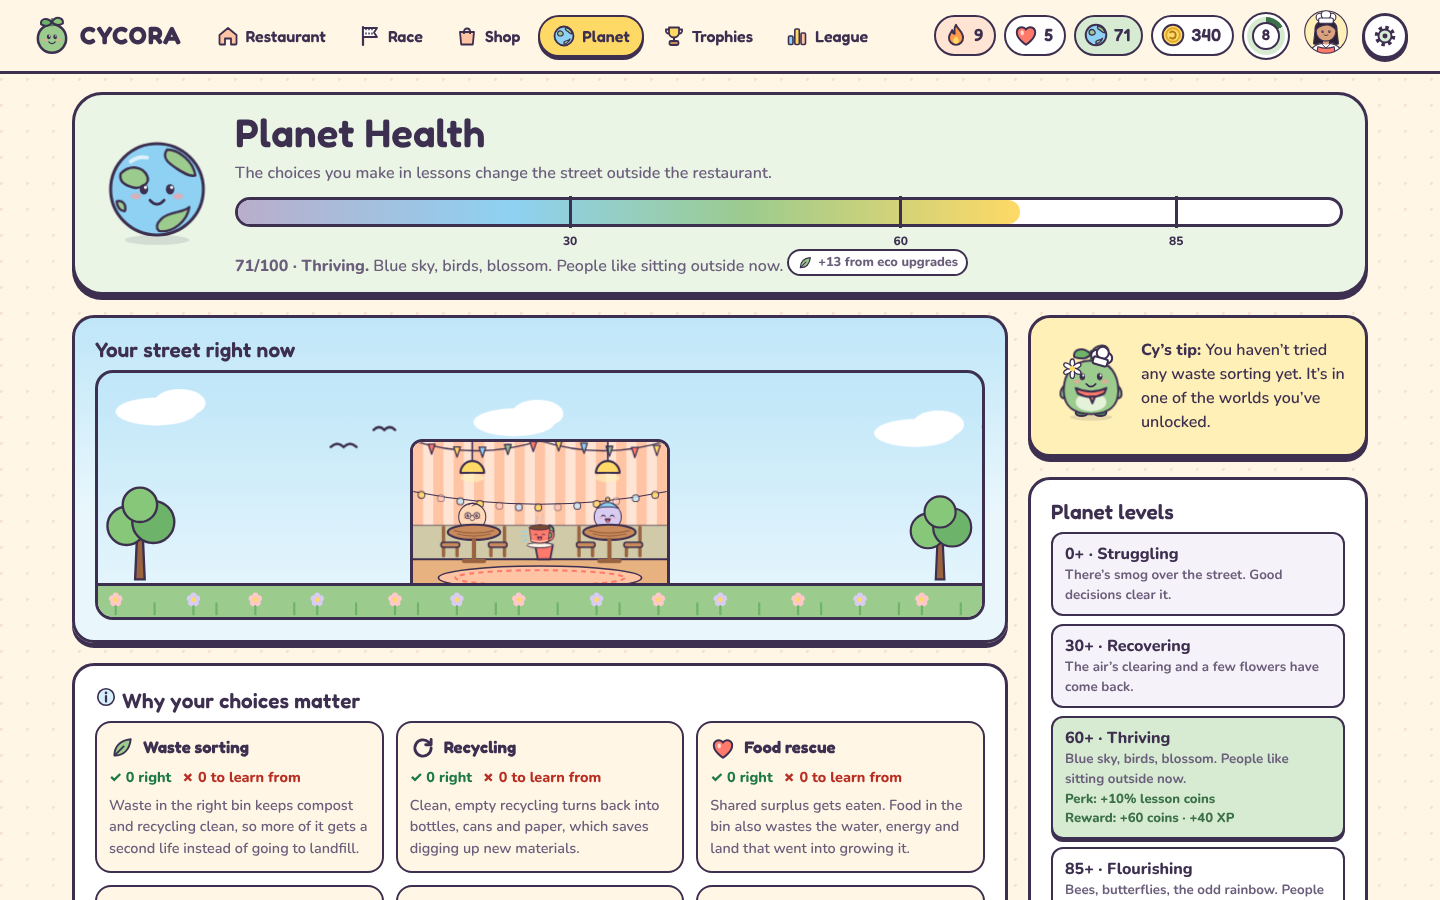 CYCORA
Restaurant
Race
Shop
Planet
Trophies
League
9
5
71
340
8
Planet Health
The choices you make in lessons change the street outside the restaurant.
30
60
85
71/100 · Thriving. Blue sky, birds, blossom. People like sitting outside now.
+13 from eco upgrades
Your street right now
Cy's tip: You haven't tried
any waste sorting yet. It's in
one of the worlds you've
unlocked.
Planet levels
0+ · Struggling
There's smog over the street. Good
decisions clear it.
30+ · Recovering
The air's clearing and a few flowers have
come back.
60+ · Thriving
Blue sky, birds, blossom. People like
sitting outside now.
Perk: +10% lesson coins
Reward: +60 coins · +40 XP
85+ · Flourishing
Bees, butterflies, the odd rainbow. People
Why your choices matter
Waste sorting
✓ 0 right × 0 to learn from
Waste in the right bin keeps compost
and recycling clean, so more of it gets a
second life instead of going to landfill.
Recycling
✓ 0 right × 0 to learn from
Clean, empty recycling turns back into
bottles, cans and paper, which saves
digging up new materials.
Food rescue
✓ 0 right × 0 to learn from
Shared surplus gets eaten. Food in the
bin also wastes the water, energy and
land that went into growing it.